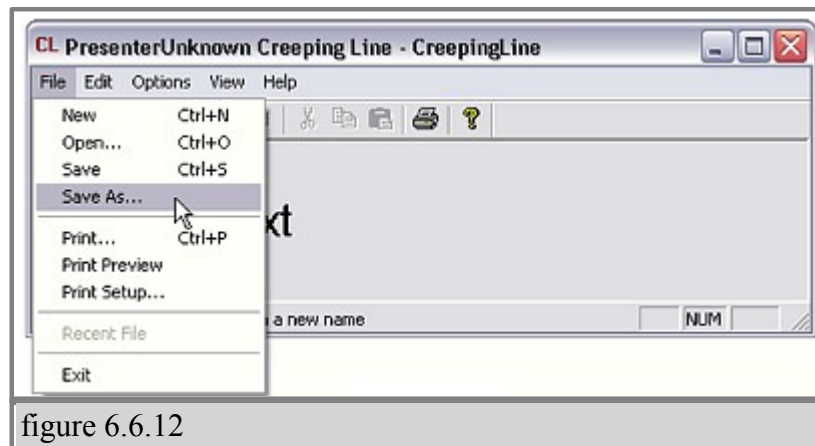 CL PresenterUnknown Creeping Line - CreepingLine
File Edit Options View Help
New Ctrl+N
Open... Ctrl+O
Save Ctrl+S
Save As...
xt
Print... Ctrl+P
Print Preview
Print Setup...
a new name NUM
Recent File
Exit
figure 6.6.12